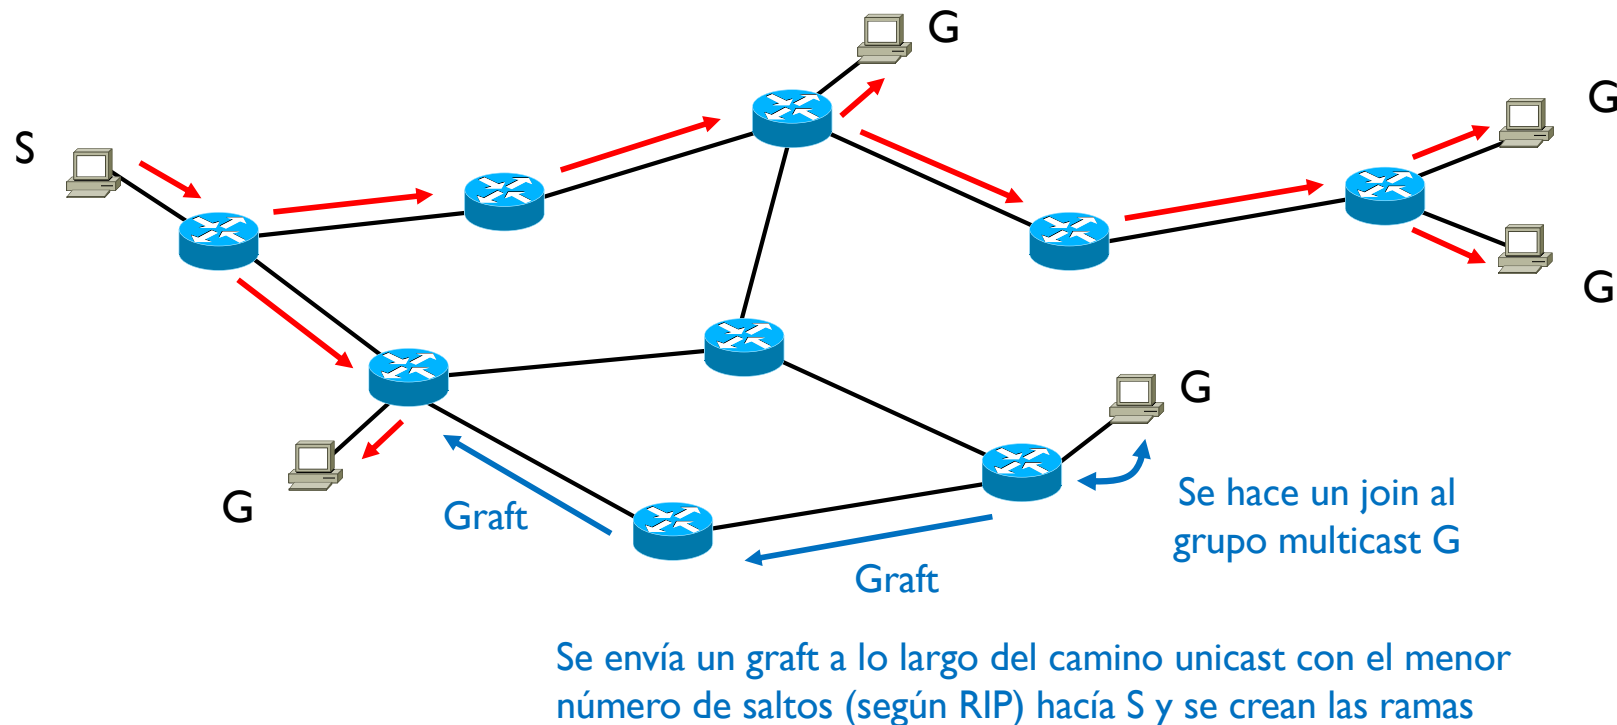 G
G
S
G
G
G
Graft
Se hace un join al
grupo multicast G
Graft
Se envía un graft a lo largo del camino unicast con el menor
número de saltos (según RIP) hacía S y se crean las ramas